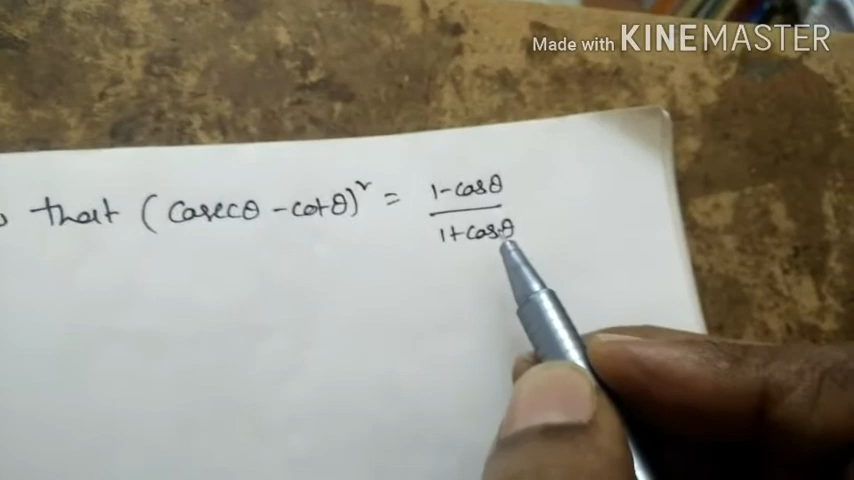 Made with KINEMASTER
that (cosecθ - cotθ)² = 1-cosθ
1+cosθ